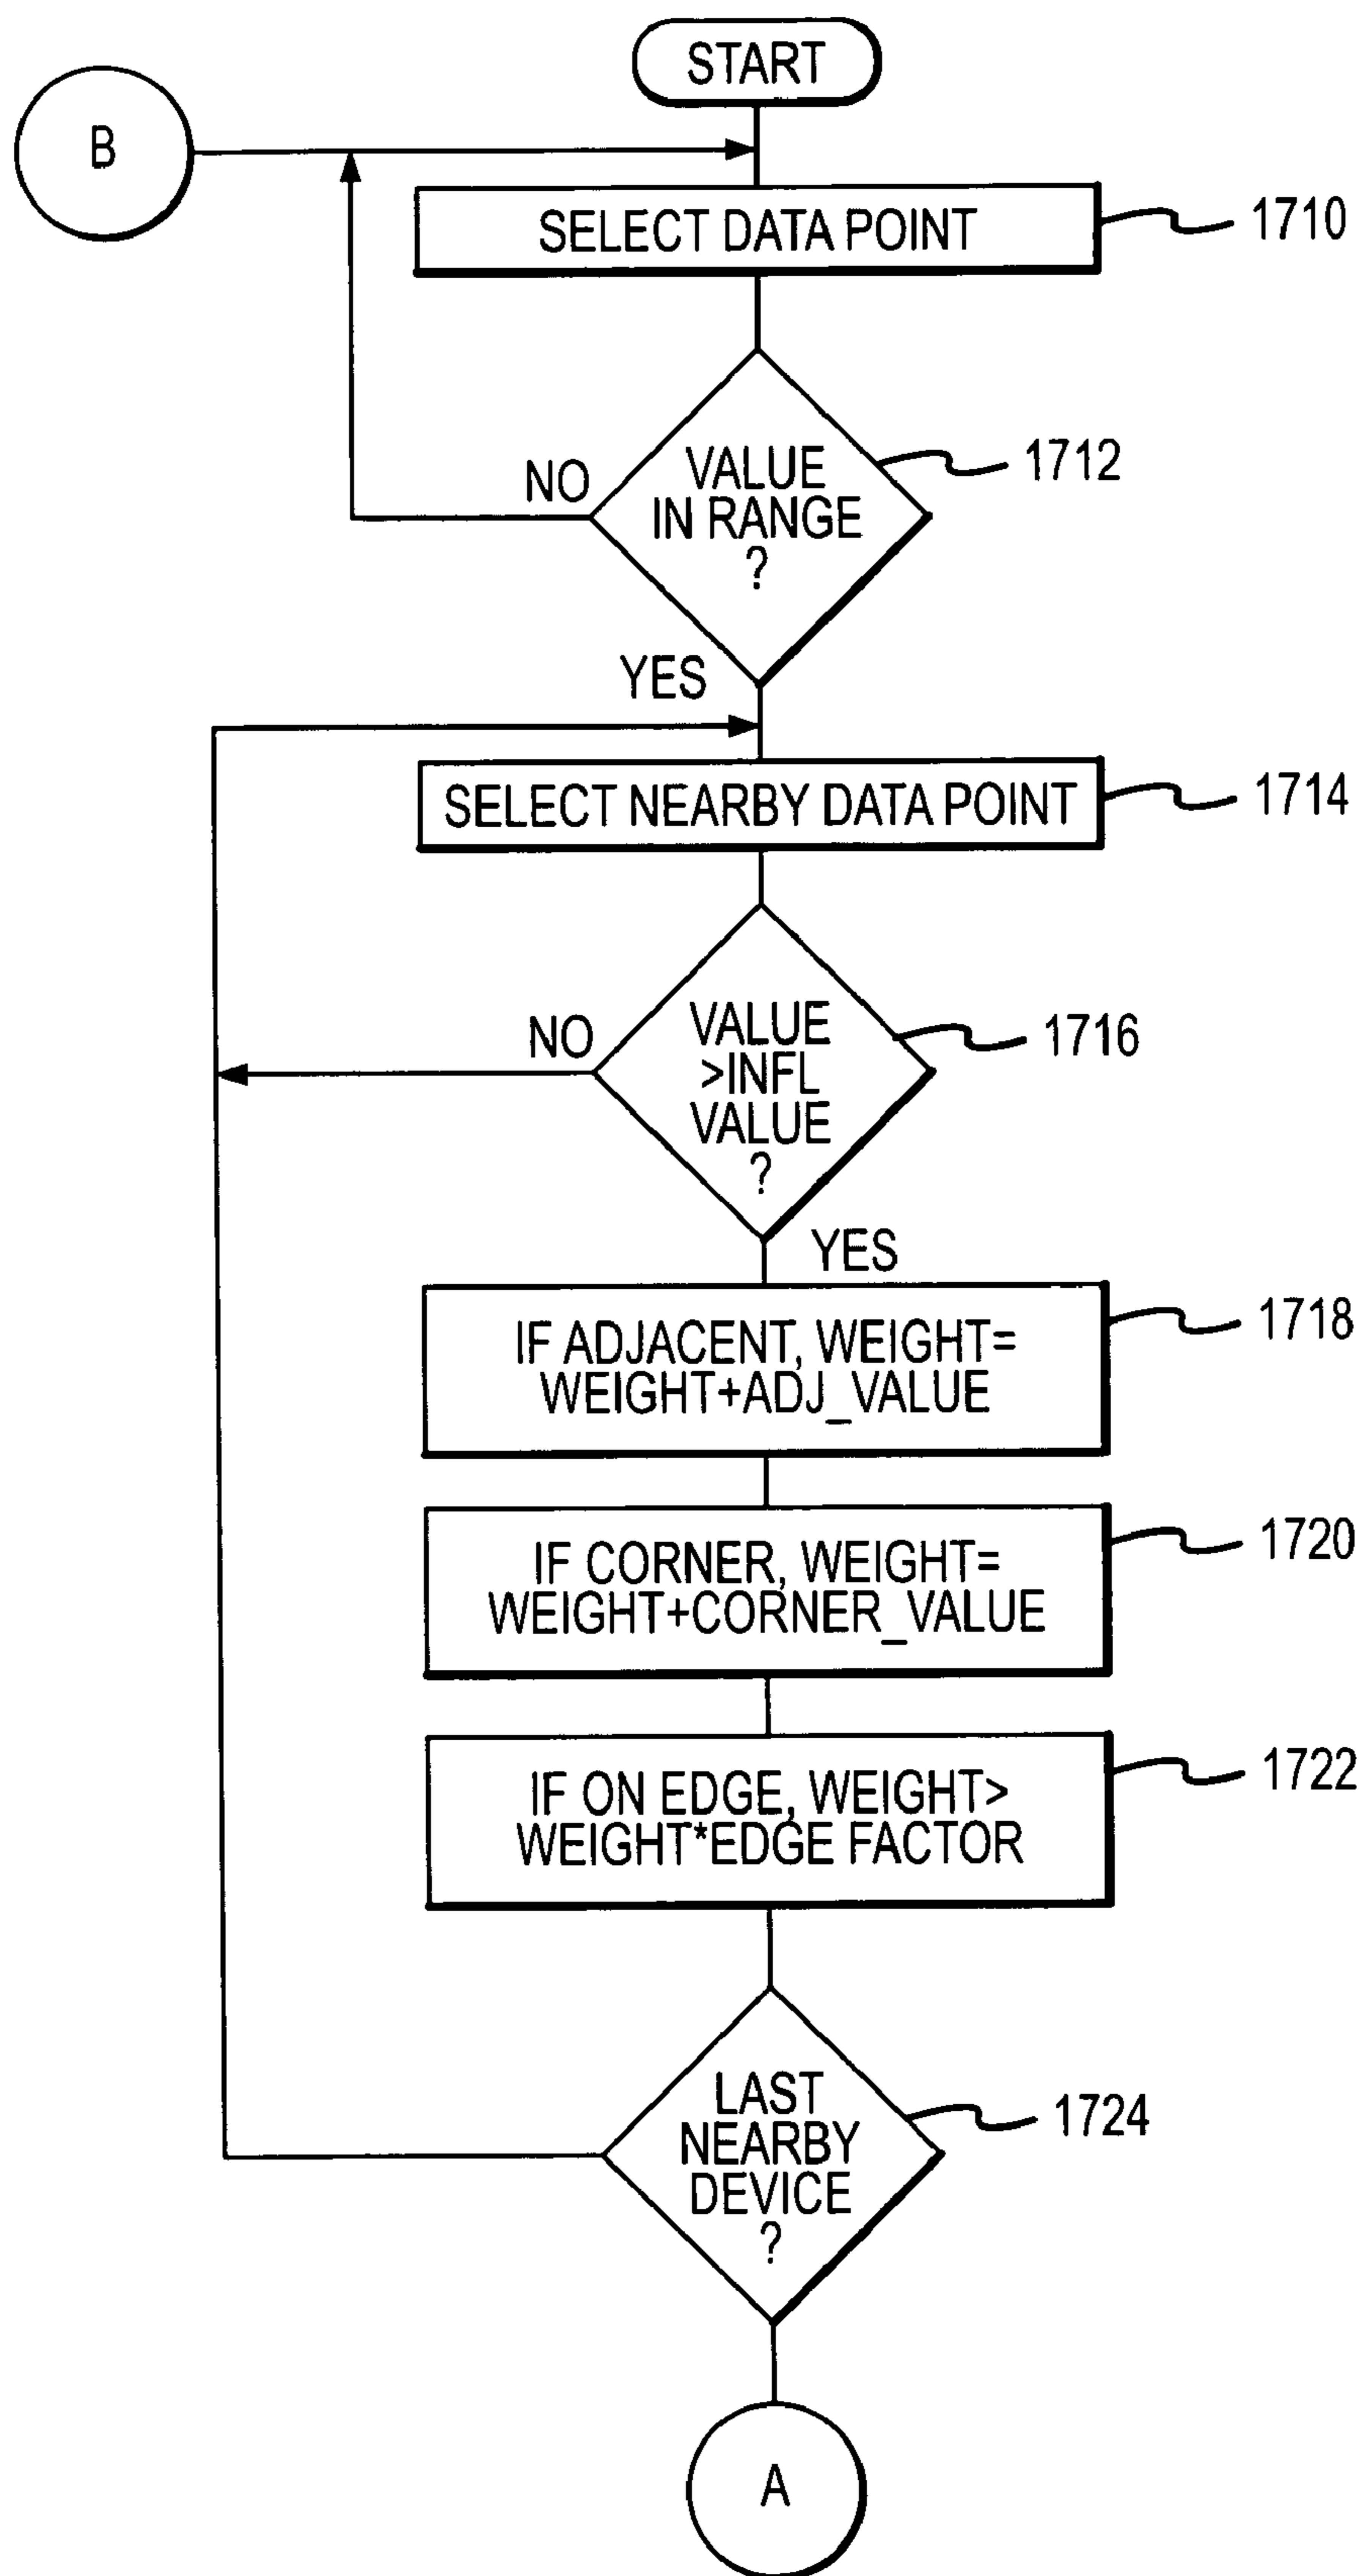 START
B
SELECT DATA POINT
1710
VALUE
IN RANGE
?
1712
NO
YES
SELECT NEARBY DATA POINT
1714
VALUE
>INFL
VALUE
?
1716
NO
YES
IF ADJACENT, WEIGHT=
WEIGHT+ADJ_VALUE
1718
IF CORNER, WEIGHT=
WEIGHT+CORNER_VALUE
1720
IF ON EDGE, WEIGHT>
WEIGHT*EDGE FACTOR
1722
LAST
NEARBY
DEVICE
?
1724
A